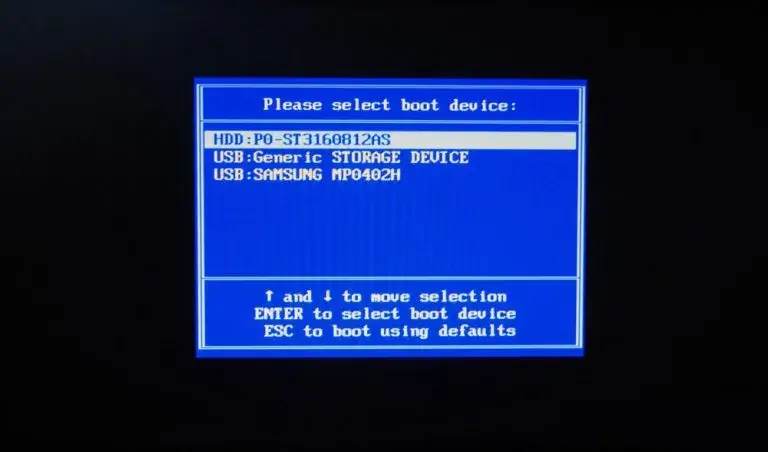 Please select boot device:
HDD:P0-ST3160812AS
USB:Generic STORAGE DEVICE
USB:SAMSUNG MP0402H
↑ and ↓ to move selection
ENTER to select boot device
ESC to boot using defaults